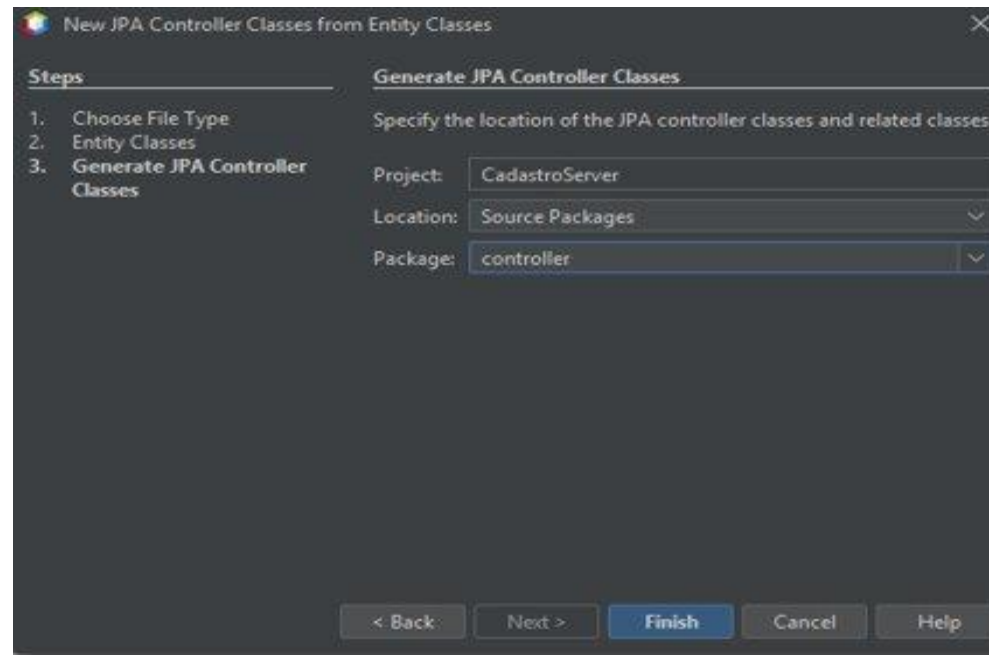 New JPA Controller Classes from Entity Classes
Steps
1. Choose File Type
2. Entity Classes
3. Generate JPA Controller
Classes
Generate JPA Controller Classes
Specify the location of the JPA controller classes and related classes
Project: CadastroServer
Location: Source Packages
Package: controller
< Back Next > Finish Cancel Help